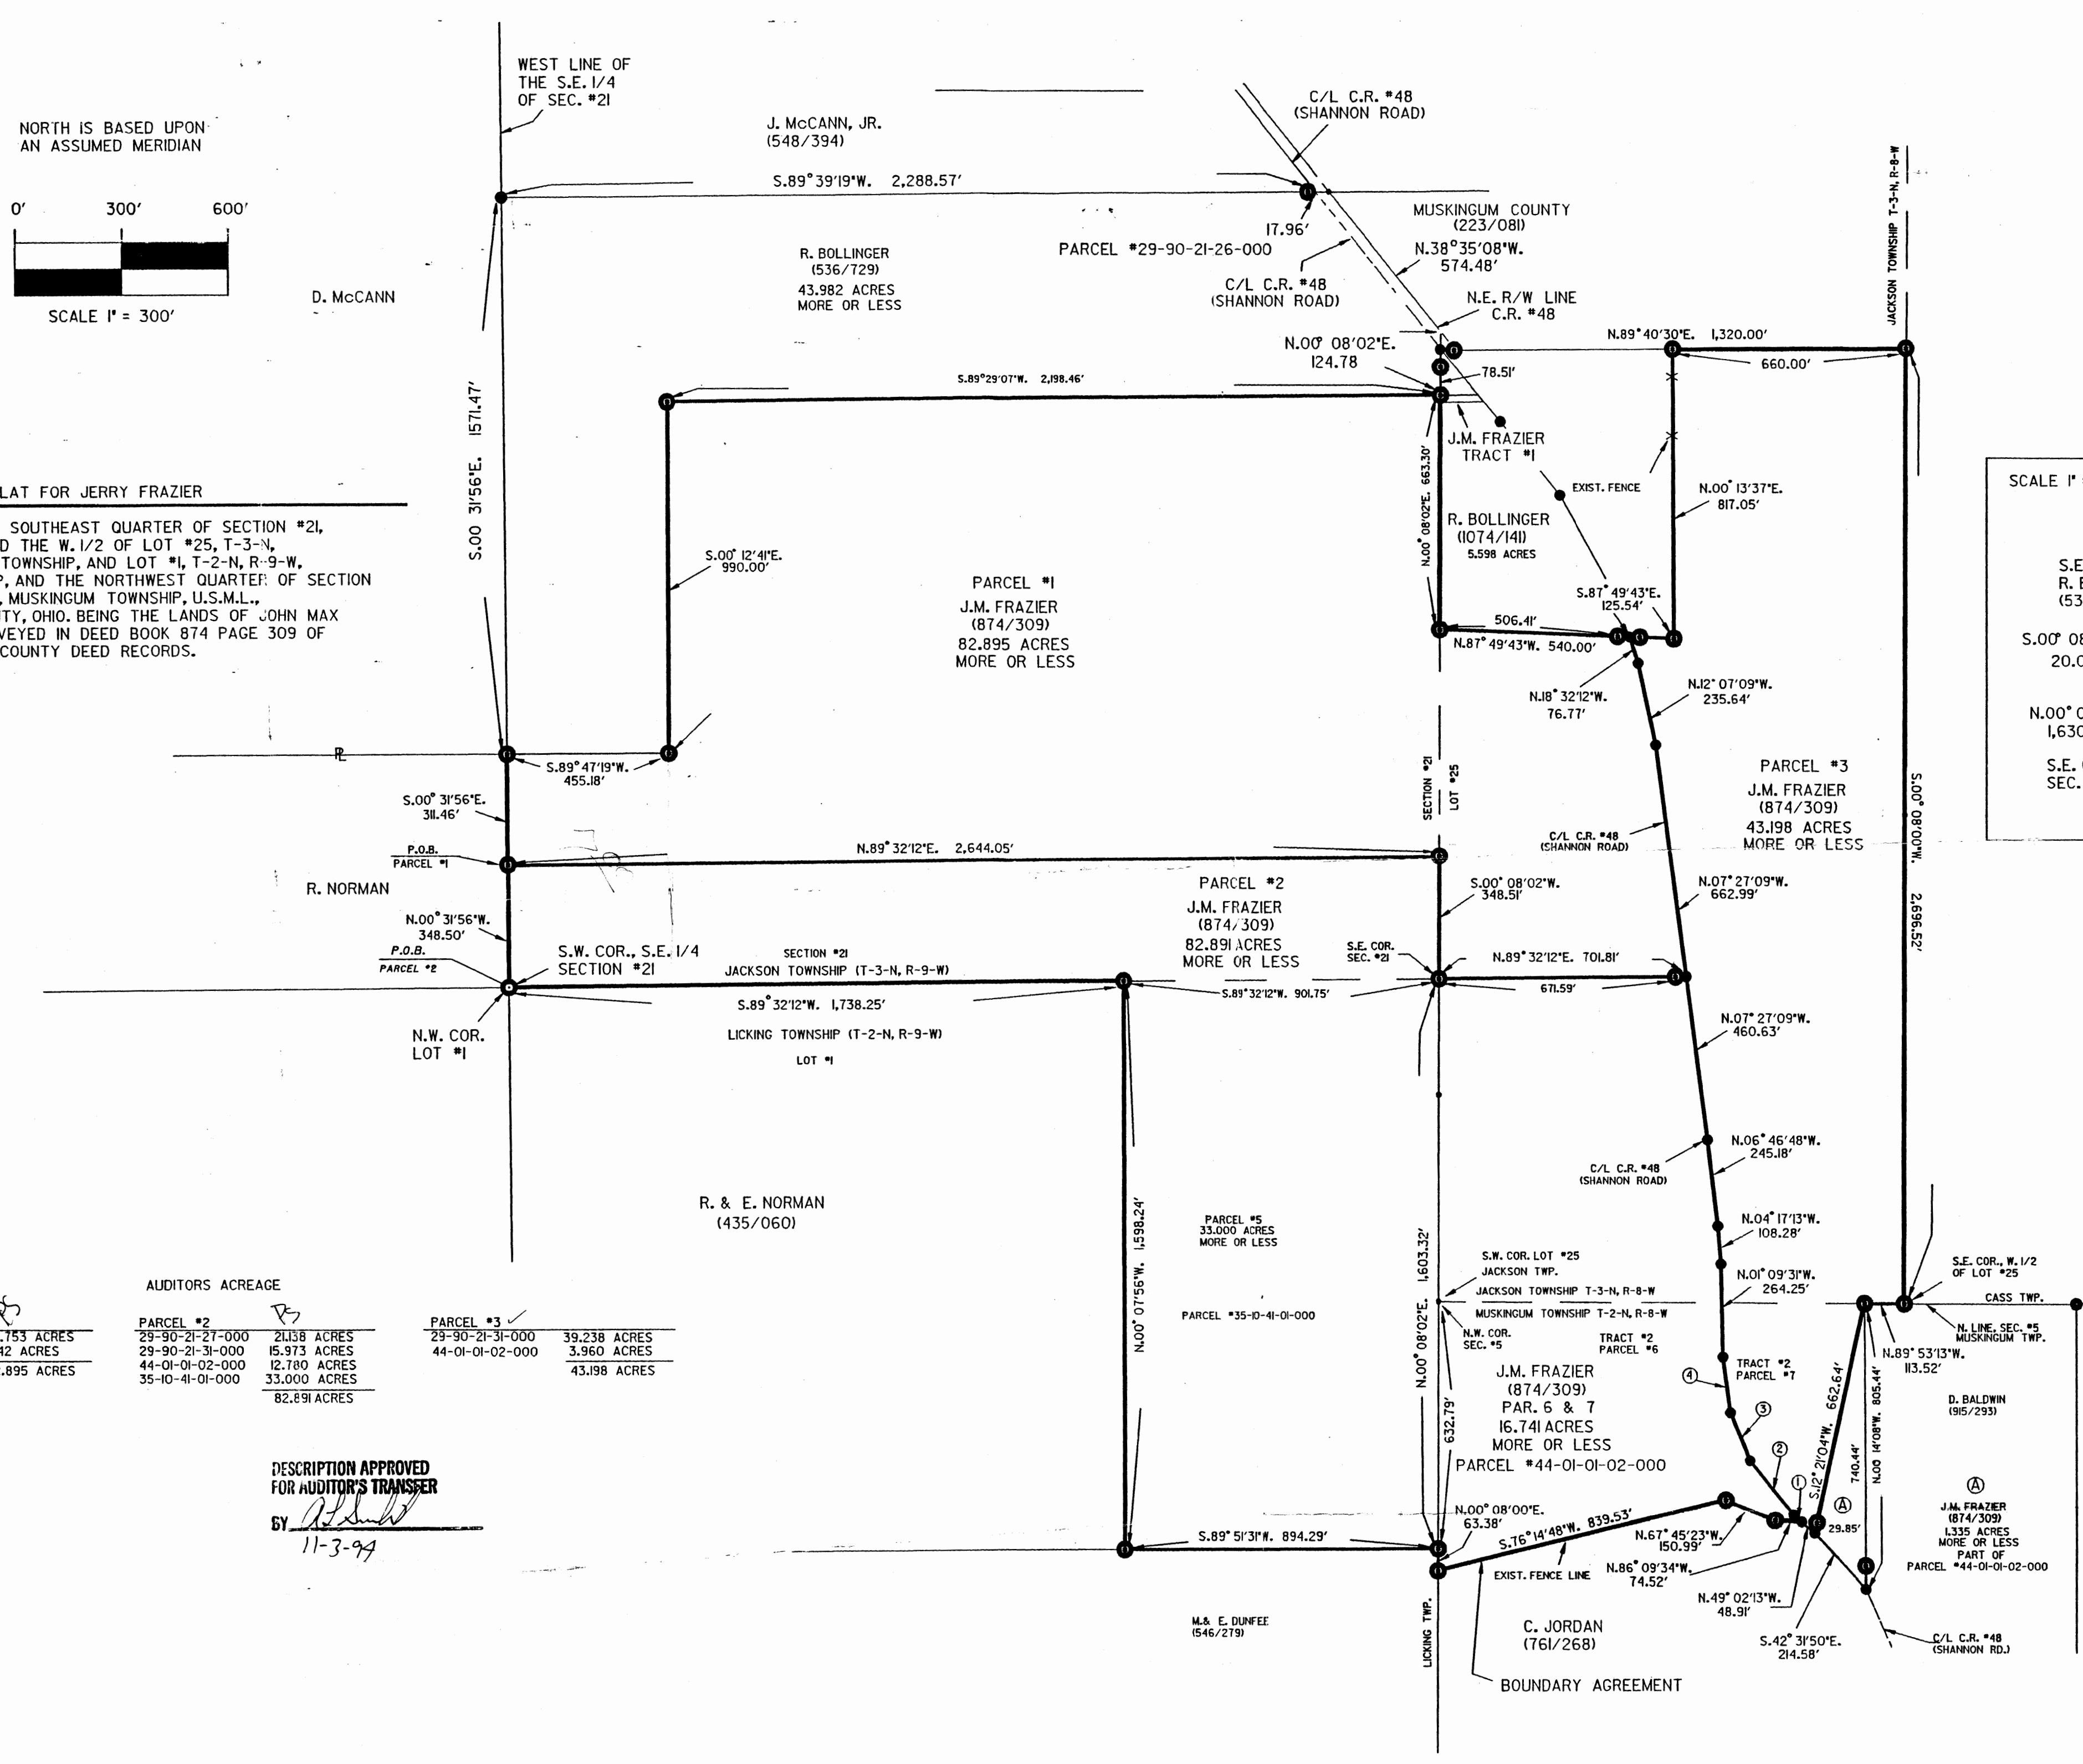 WEST LINE OF
THE S.E. 1/4
OF SEC. #21
NORTH IS BASED UPON
AN ASSUMED MERIDIAN
0' 300' 600'
SCALE 1" = 300'
J. McCANN, JR.
(548/394)
C/L C.R. #48
(SHANNON ROAD)
S.89°39'19"W. 2,288.57'
17.96'
MUSKINGUM COUNTY
(223/081)
N.38°35'08"W.
574.48'
PARCEL #29-90-21-26-000
C/L C.R. #48
(SHANNON ROAD)
N.E. R/W LINE
C.R. #48
JACKSON TOWNSHIP T-3-N, R-8-W
R. BOLLINGER
(536/729)
43.982 ACRES
MORE OR LESS
D. McCANN
S.00 31'56"E. 1571.47'
N.00° 08'02"E.
124.78
N.89°40'30"E. 1,320.00'
660.00'
78.51'
S.89°29'07"W. 2,198.46'
J.M. FRAZIER
TRACT #1
N.00°08'02"E. 663.30'
EXIST. FENCE
N.00°13'37"E.
817.05'
LAT FOR JERRY FRAZIER
SOUTHEAST QUARTER OF SECTION #21,
D THE W. 1/2 OF LOT #25, T-3-N,
TOWNSHIP, AND LOT #1, T-2-N, R-9-W,
P, AND THE NORTHWEST QUARTER OF SECTION
, MUSKINGUM TOWNSHIP, U.S.M.L.,
TY, OHIO. BEING THE LANDS OF JOHN MAX
VEYED IN DEED BOOK 874 PAGE 309 OF
COUNTY DEED RECORDS.
S.00°12'41"E.
990.00'
PARCEL #1
J.M. FRAZIER
(874/309)
82.895 ACRES
MORE OR LESS
R. BOLLINGER
(1074/141)
5.598 ACRES
S.87°49'43"E.
125.54'
506.41'
N.87°49'43"W. 540.00'
N.18°32'12"W.
76.77'
N.12°07'09"W.
235.64'
SCALE 1"
S.E
R. B
(53
S.00° 08
20.0
N.00° 0
1,630
S.E. C
SEC.
PL
S.89°47'19"W.
455.18'
S.00°31'56"E.
311.46'
P.O.B.
PARCEL #1
SECTION #21
LOT #25
PARCEL #3
J.M. FRAZIER
(874/309)
43.198 ACRES
MORE OR LESS
S.00°08'00"W. 2,696.52'
C/L C.R. #48
(SHANNON ROAD)
N.89°32'12"E. 2,644.05'
R. NORMAN
N.00°31'56"W.
348.50'
P.O.B.
PARCEL #2
S.W. COR., S.E. 1/4
SECTION #21
SECTION #21
JACKSON TOWNSHIP (T-3-N, R-9-W)
PARCEL #2
J.M. FRAZIER
(874/309)
82.891 ACRES
MORE OR LESS
S.00°08'02"W.
348.51'
N.07°27'09"W.
662.99'
S.E. COR.
SEC. #21
N.89°32'12"E. 701.81'
671.59'
S.89°32'12"W. 1,738.25'
S.89°32'12"W. 901.75'
N.W. COR.
LOT #1
LICKING TOWNSHIP (T-2-N, R-9-W)
LOT #1
N.07°27'09"W.
460.63'
N.06°46'48"W.
245.18'
C/L C.R. #48
(SHANNON ROAD)
R. & E. NORMAN
(435/060)
N.00°07'56"W. 1,598.24'
PARCEL #5
33.000 ACRES
MORE OR LESS
PARCEL #35-10-41-01-000
N.00°08'02"E. 1,603.32'
N.04°17'13"W.
108.28'
N.01°09'31"W.
264.25'
S.W. COR. LOT #25
JACKSON TWP.
JACKSON TOWNSHIP T-3-N, R-8-W
MUSKINGUM TOWNSHIP T-2-N, R-8-W
N.W. COR.
SEC. #5
TRACT #2
PARCEL #6
TRACT #2
PARCEL #7
S.E. COR., W. 1/2
OF LOT #25
CASS TWP.
N. LINE, SEC. #5
MUSKINGUM TWP.
N.89°53'13"W.
113.52'
D. BALDWIN
(915/293)
AUDITORS ACREAGE
.753 ACRES
42 ACRES
.895 ACRES
PARCEL #2
29-90-21-27-000 21.138 ACRES
29-90-21-31-000 15.973 ACRES
44-01-01-02-000 12.780 ACRES
35-10-41-01-000 33.000 ACRES
82.891 ACRES
PARCEL #3
29-90-21-31-000 39.238 ACRES
44-01-01-02-000 3.960 ACRES
43.198 ACRES
J.M. FRAZIER
(874/309)
PAR. 6 & 7
16.741 ACRES
MORE OR LESS
PARCEL #44-01-01-02-000
632.79'
4
3
2
1
S.12°21'04"W. 662.64'
740.44'
N.00 14'08"W. 805.44'
A
29.85'
A
J.M. FRAZIER
(874/309)
1.335 ACRES
MORE OR LESS
PART OF
PARCEL #44-01-01-02-000
DESCRIPTION APPROVED
FOR AUDITOR'S TRANSFER
BY
11-3-94
S.89°51'31"W. 894.29'
N.00°08'00"E.
63.38'
S.76°14'48"W. 839.53'
EXIST. FENCE LINE
N.67°45'23"W.
150.99'
N.86°09'34"W.
74.52'
N.49°02'13"W.
48.91'
S.42°31'50"E.
214.58'
C/L C.R. #48
(SHANNON RD.)
M.& E. DUNFEE
(546/279)
LICKING TWP.
C. JORDAN
(761/268)
BOUNDARY AGREEMENT